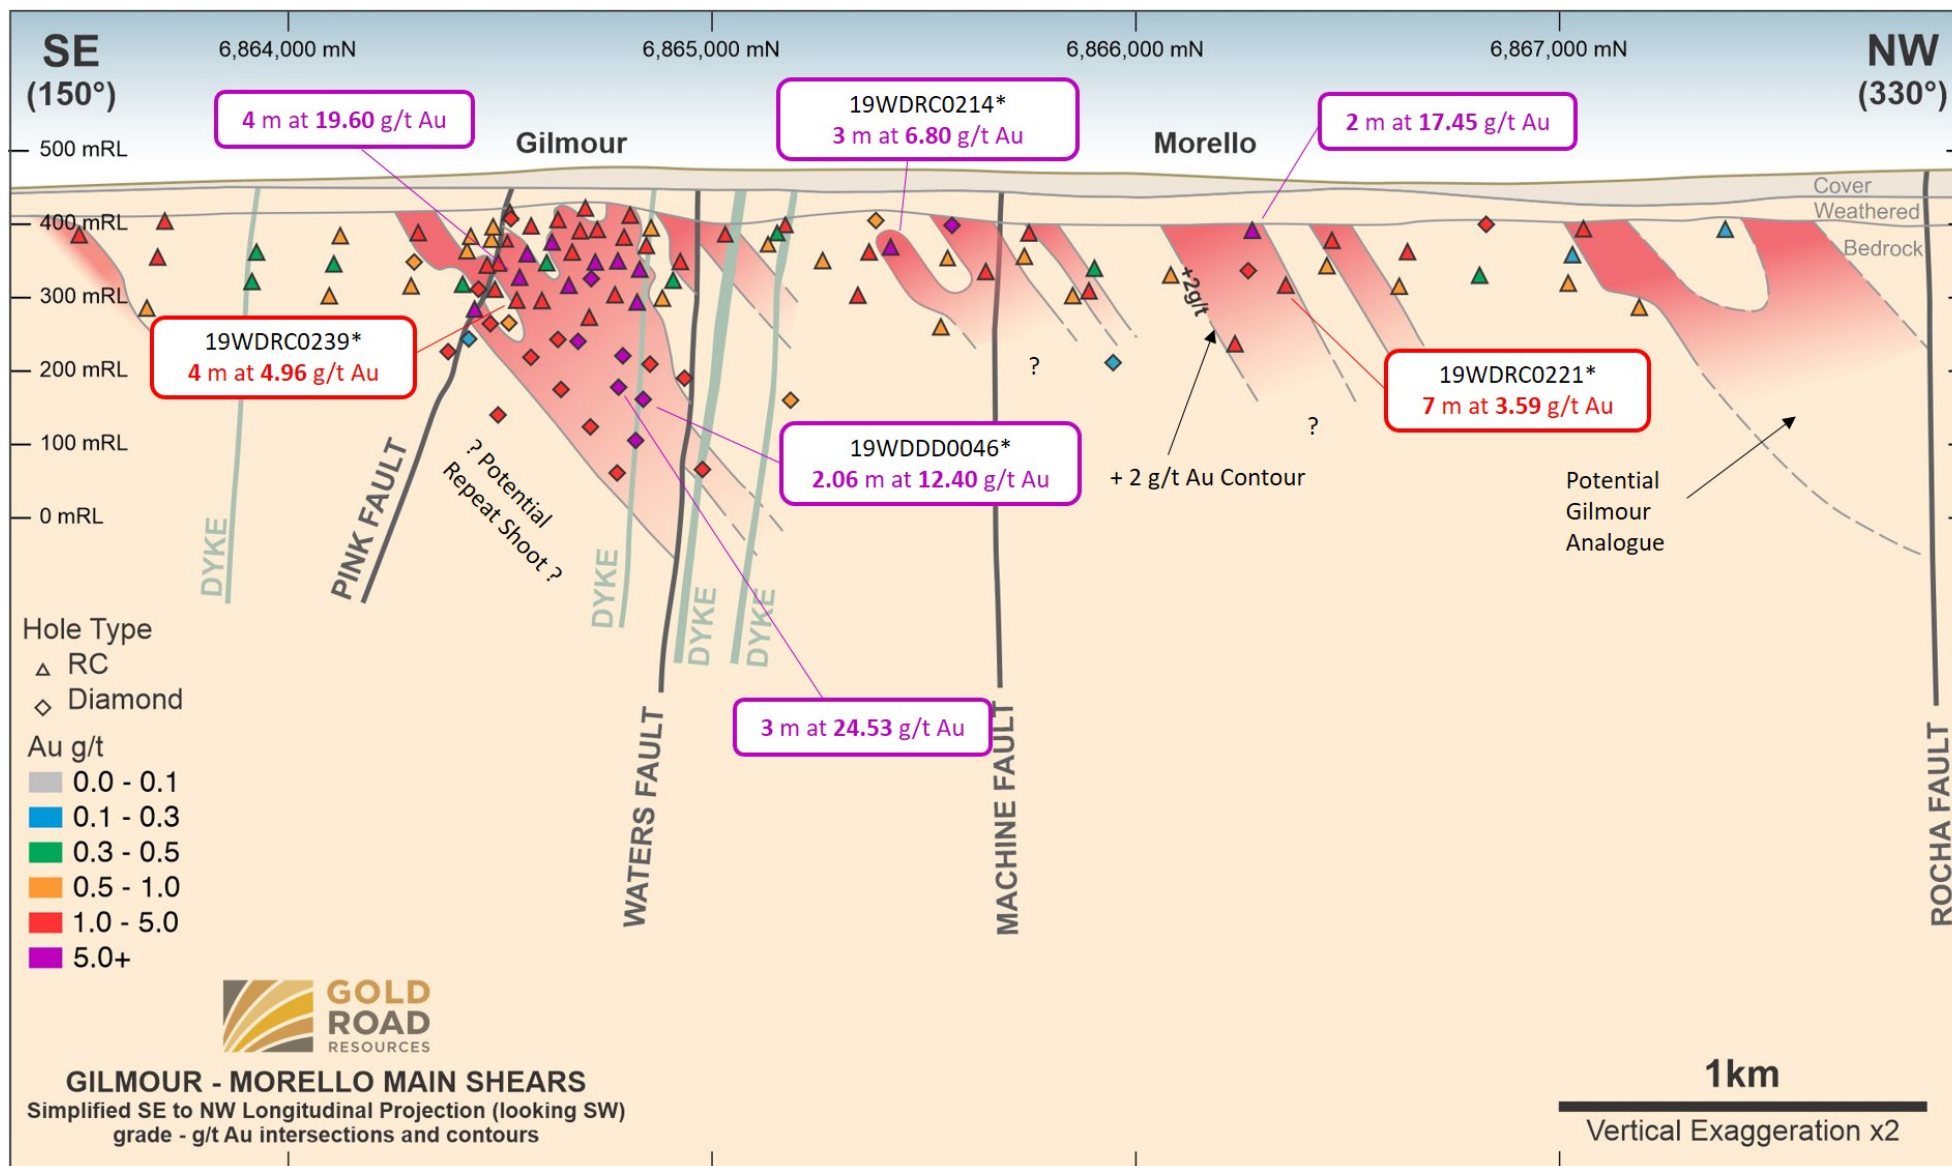 SE
(150°)
6,864,000 mN
6,865,000 mN
6,866,000 mN
6,867,000 mN
NW
(330°)
4 m at 19.60 g/t Au
Gilmour
19WDRC0214*
3 m at 6.80 g/t Au
Morello
2 m at 17.45 g/t Au
500 mRL
400 mRL
300 mRL
200 mRL
100 mRL
0 mRL
Cover
Weathered
Bedrock
+2g/t
19WDRC0239*
4 m at 4.96 g/t Au
?
19WDRC0221*
7 m at 3.59 g/t Au
?
19WDDD0046*
2.06 m at 12.40 g/t Au
+ 2 g/t Au Contour
Potential
Gilmour
Analogue
? Potential
Repeat Shoot ?
DYKE
PINK FAULT
DYKE
DYKE
DYKE
3 m at 24.53 g/t Au
WATERS FAULT
MACHINE FAULT
ROCHA FAULT
Hole Type
RC
Diamond
Au g/t
0.0 - 0.1
0.1 - 0.3
0.3 - 0.5
0.5 - 1.0
1.0 - 5.0
5.0+
GOLD
ROAD
RESOURCES
GILMOUR - MORELLO MAIN SHEARS
Simplified SE to NW Longitudinal Projection (looking SW)
grade - g/t Au intersections and contours
1km
Vertical Exaggeration x2